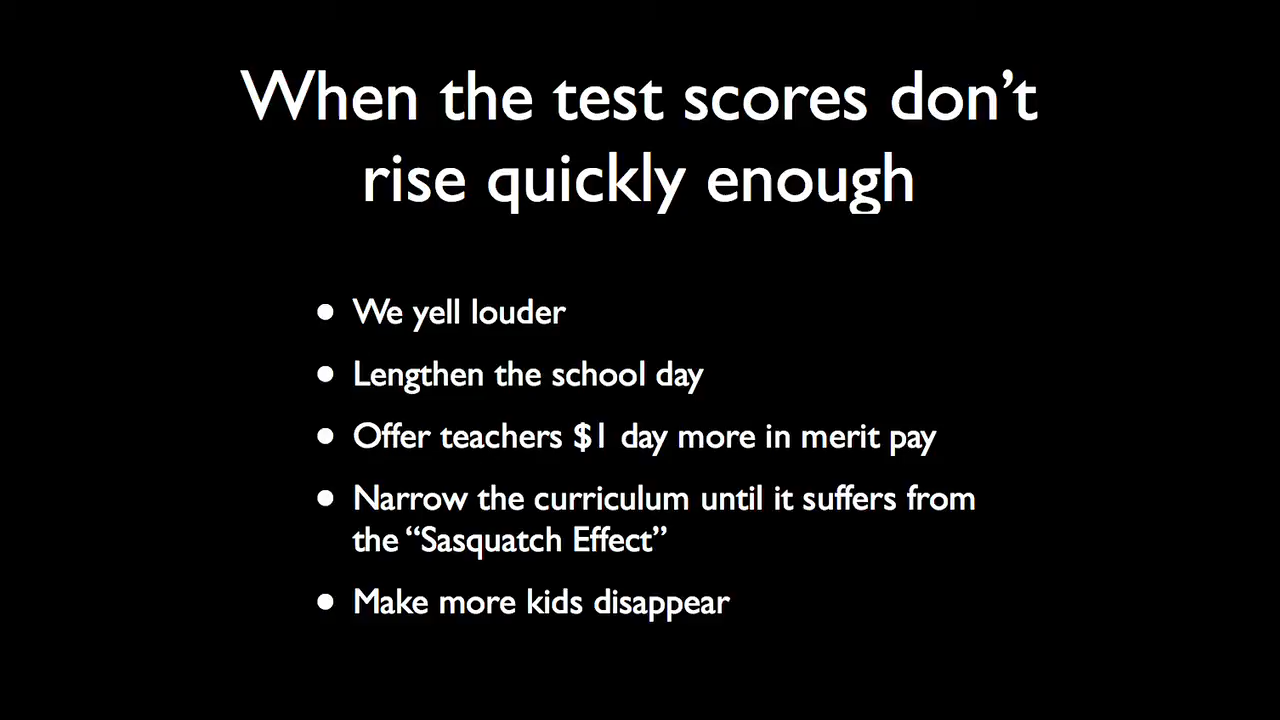 When the test scores don’t
rise quickly enough
• We yell louder
• Lengthen the school day
• Offer teachers $1 day more in merit pay
• Narrow the curriculum until it suffers from
the “Sasquatch Effect”
• Make more kids disappear